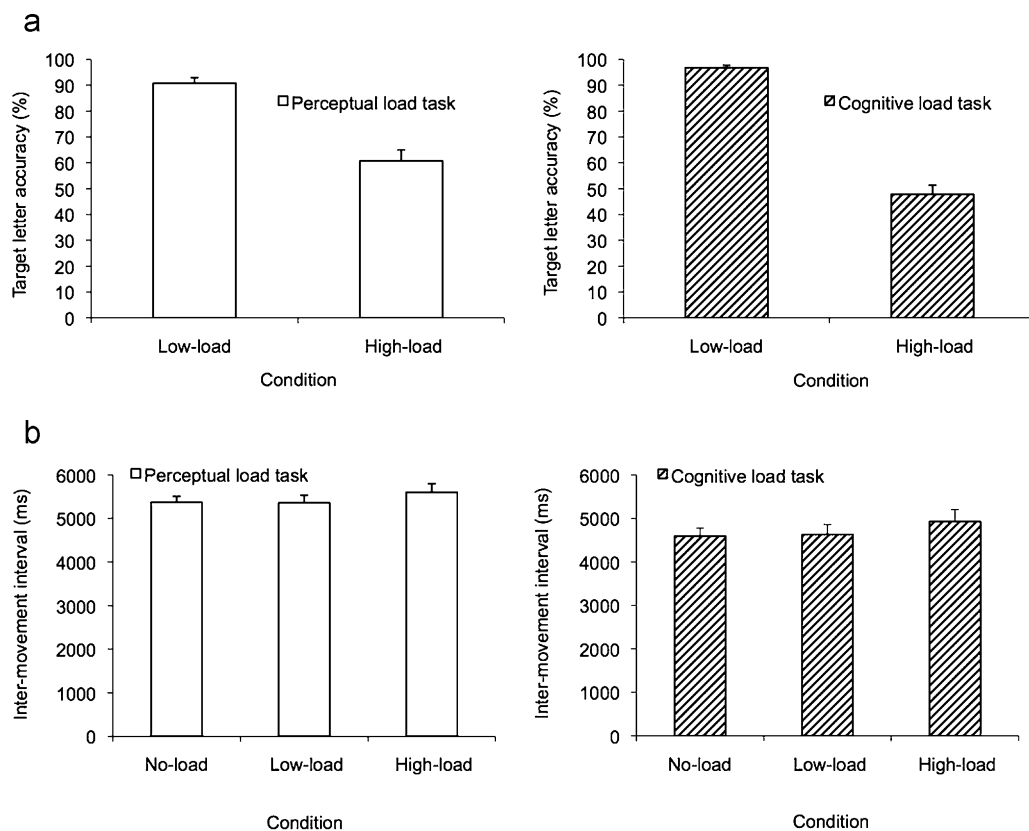 a
100
90
80
70
60
50
40
30
20
10
0
Target letter accuracy (%)
Perceptual load task
Low-load High-load
Condition
100
90
80
70
60
50
40
30
20
10
0
Target letter accuracy (%)
Cognitive load task
Low-load High-load
Condition
b
6000
5000
4000
3000
2000
1000
0
Inter-movement interval (ms)
Perceptual load task
No-load Low-load High-load
Condition
6000
5000
4000
3000
2000
1000
0
Inter-movement interval (ms)
Cognitive load task
No-load Low-load High-load
Condition